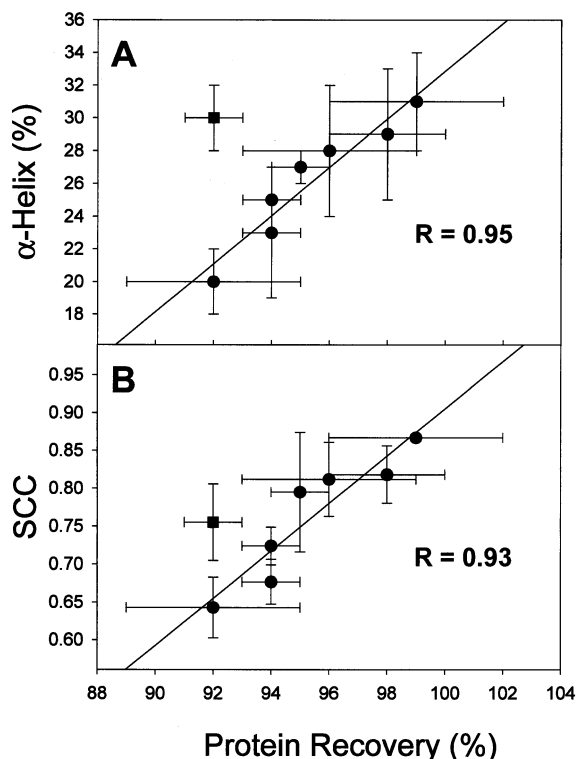 A
α-Helix (%)
36
34
32
30
28
26
24
22
20
18
R = 0.95
B
SCC
0.95
0.90
0.85
0.80
0.75
0.70
0.65
0.60
R = 0.93
88 90 92 94 96 98 100 102 104
Protein Recovery (%)